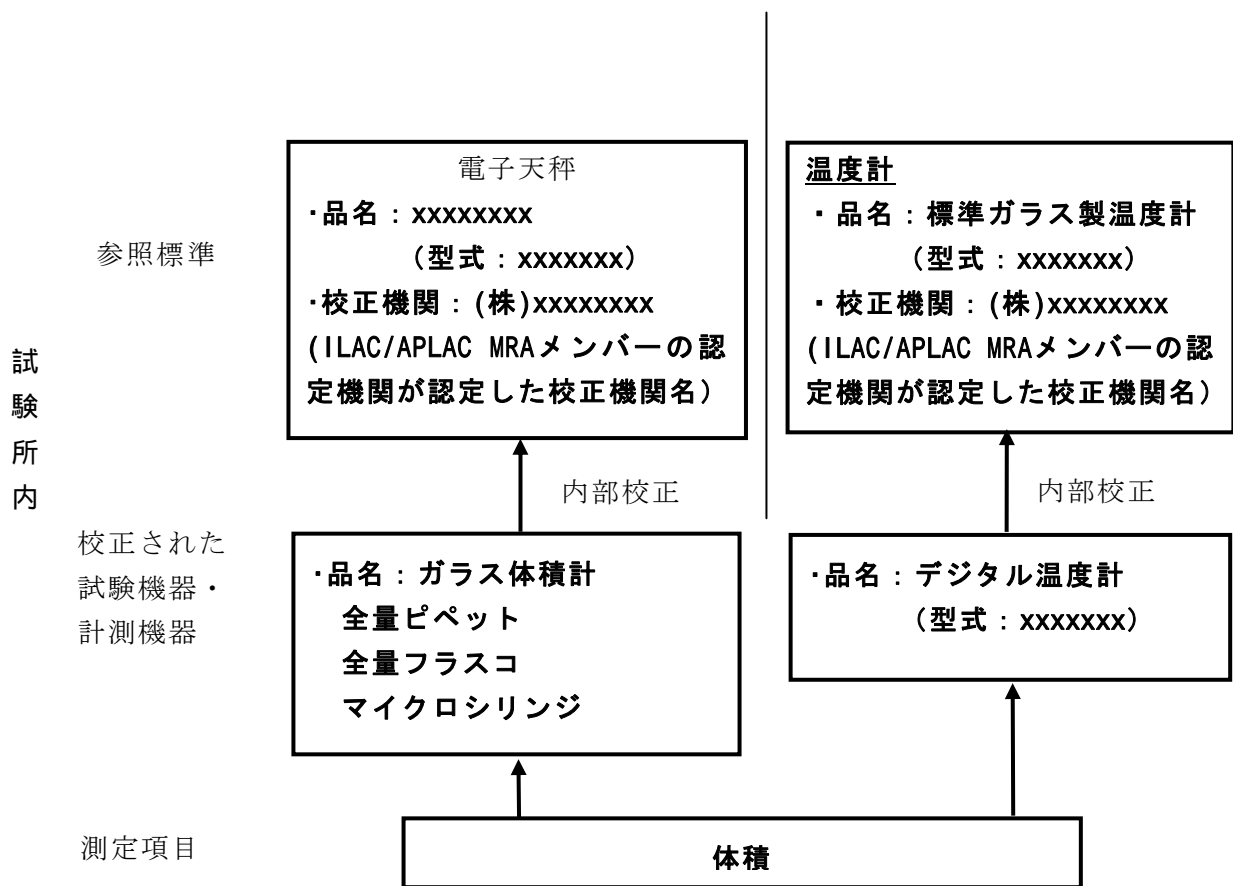 電子天秤
・品名：xxxxxxxx
（型式：xxxxxxx）
・校正機関：(株)xxxxxxxx
(ILAC/APLAC MRAメンバーの認
定機関が認定した校正機関名)
温度計
・品名：標準ガラス製温度計
（型式：xxxxxxx）
・校正機関：(株)xxxxxxxx
(ILAC/APLAC MRAメンバーの認
定機関が認定した校正機関名)
参照標準
試験所内
内部校正
内部校正
校正された
試験機器・
計測機器
・品名：ガラス体積計
全量ピペット
全量フラスコ
マイクロシリンジ
・品名：デジタル温度計
（型式：xxxxxxx）
測定項目
体積